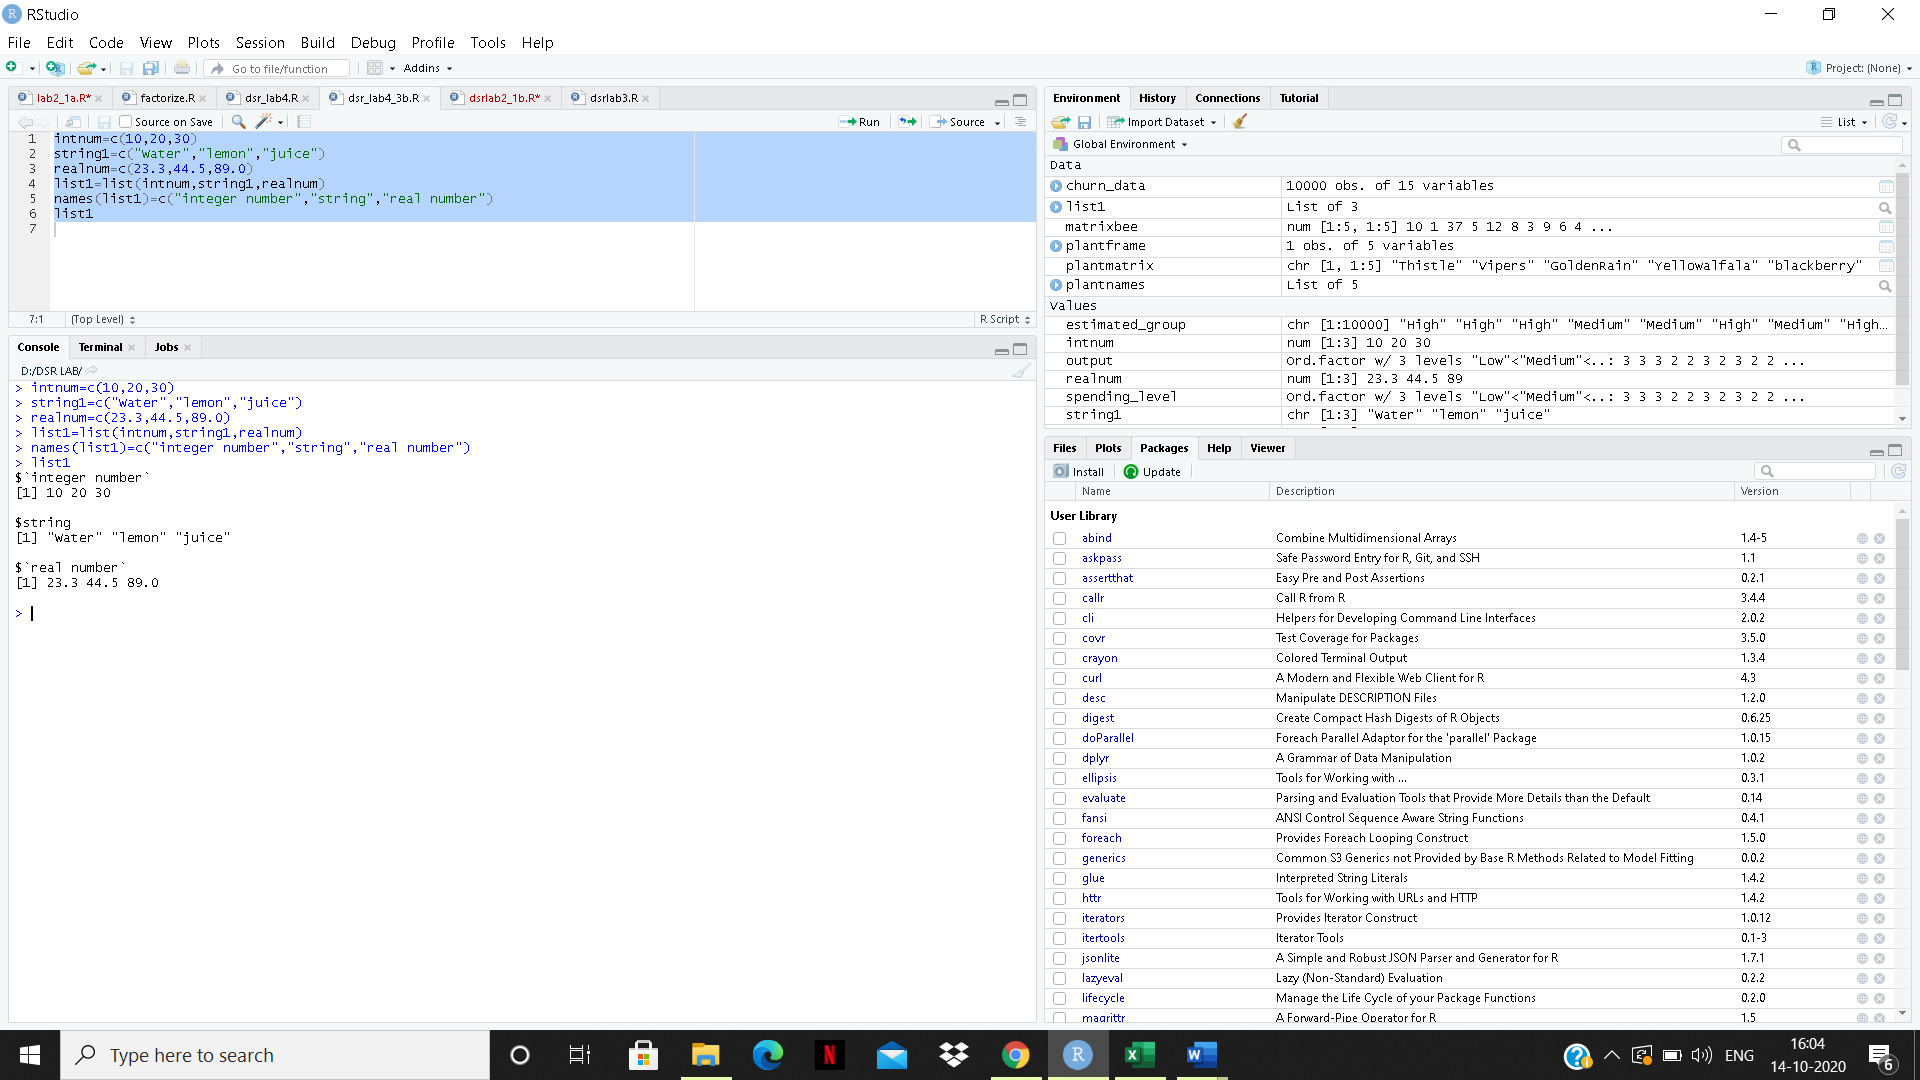 RStudio
File Edit Code View Plots Session Build Debug Profile Tools Help
Go to file/function Addins Project: (None)
lab2_1a.R* factorize.R dsr_lab4.R dsr_lab4_3b.R dsrlab2_1b.R* dsrlab3.R
Source on Save Run Source
1 intnum=c(10,20,30)
2 string1=c("water","lemon","juice")
3 realnum=c(23.3,44.5,89.0)
4 list1=list(intnum,string1,realnum)
5 names(list1)=c("integer number","string","real number")
6 list1
7
7:1 (Top Level) R Script
Console Terminal Jobs
D:/DSR LAB/
> intnum=c(10,20,30)
> string1=c("water","lemon","juice")
> realnum=c(23.3,44.5,89.0)
> list1=list(intnum,string1,realnum)
> names(list1)=c("integer number","string","real number")
> list1
$`integer number`
[1] 10 20 30
$string
[1] "water" "lemon" "juice"
$`real number`
[1] 23.3 44.5 89.0
>
Environment History Connections Tutorial
Import Dataset List
Global Environment
Data
churn_data 10000 obs. of 15 variables
list1 List of 3
matrixbee num [1:5, 1:5] 10 1 37 5 12 8 3 9 6 4 ...
plantframe 1 obs. of 5 variables
plantmatrix chr [1, 1:5] "Thistle" "Vipers" "GoldenRain" "Yellowalfala" "blackberry"
plantnames List of 5
Values
estimated_group chr [1:10000] "High" "High" "High" "Medium" "Medium" "High" "Medium" "High...
intnum num [1:3] 10 20 30
output Ord.factor w/ 3 levels "Low"<"Medium"<..: 3 3 3 2 2 3 2 3 2 2 ...
realnum num [1:3] 23.3 44.5 89
spending_level Ord.factor w/ 3 levels "Low"<"Medium"<..: 3 3 3 2 2 3 2 3 2 2 ...
string1 chr [1:3] "water" "lemon" "juice"
Files Plots Packages Help Viewer
Install Update
Name Description Version
User Library
abind Combine Multidimensional Arrays 1.4-5
askpass Safe Password Entry for R, Git, and SSH 1.1
assertthat Easy Pre and Post Assertions 0.2.1
callr Call R from R 3.4.4
cli Helpers for Developing Command Line Interfaces 2.0.2
covr Test Coverage for Packages 3.5.0
crayon Colored Terminal Output 1.3.4
curl A Modern and Flexible Web Client for R 4.3
desc Manipulate DESCRIPTION Files 1.2.0
digest Create Compact Hash Digests of R Objects 0.6.25
doParallel Foreach Parallel Adaptor for the 'parallel' Package 1.0.15
dplyr A Grammar of Data Manipulation 1.0.2
ellipsis Tools for Working with ... 0.3.1
evaluate Parsing and Evaluation Tools that Provide More Details than the Default 0.14
fansi ANSI Control Sequence Aware String Functions 0.4.1
foreach Provides Foreach Looping Construct 1.5.0
generics Common S3 Generics not Provided by Base R Methods Related to Model Fitting 0.0.2
glue Interpreted String Literals 1.4.2
httr Tools for Working with URLs and HTTP 1.4.2
iterators Provides Iterator Construct 1.0.12
itertools Iterator Tools 0.1-3
jsonlite A Simple and Robust JSON Parser and Generator for R 1.7.1
lazyeval Lazy (Non-Standard) Evaluation 0.2.2
lifecycle Manage the Life Cycle of your Package Functions 0.2.0
magrittr A Forward-Pipe Operator for R 1.5
Type here to search
ENG
16:04
14-10-2020
6